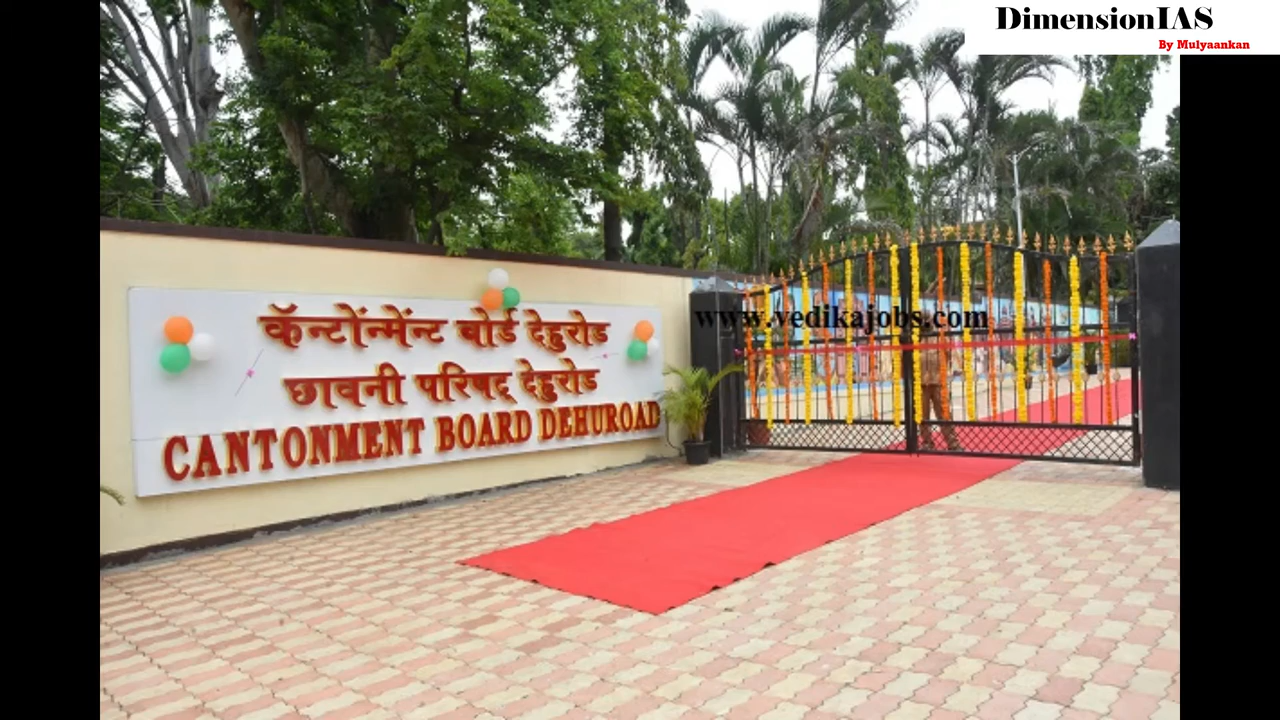 DimensionIAS
By Mulyaankan
www.vedikajobs.com
कॅन्टोंन्मेंन्ट बोर्ड देहुरोड
छावनी परिषद् देहुरोड
CANTONMENT BOARD DEHUROAD